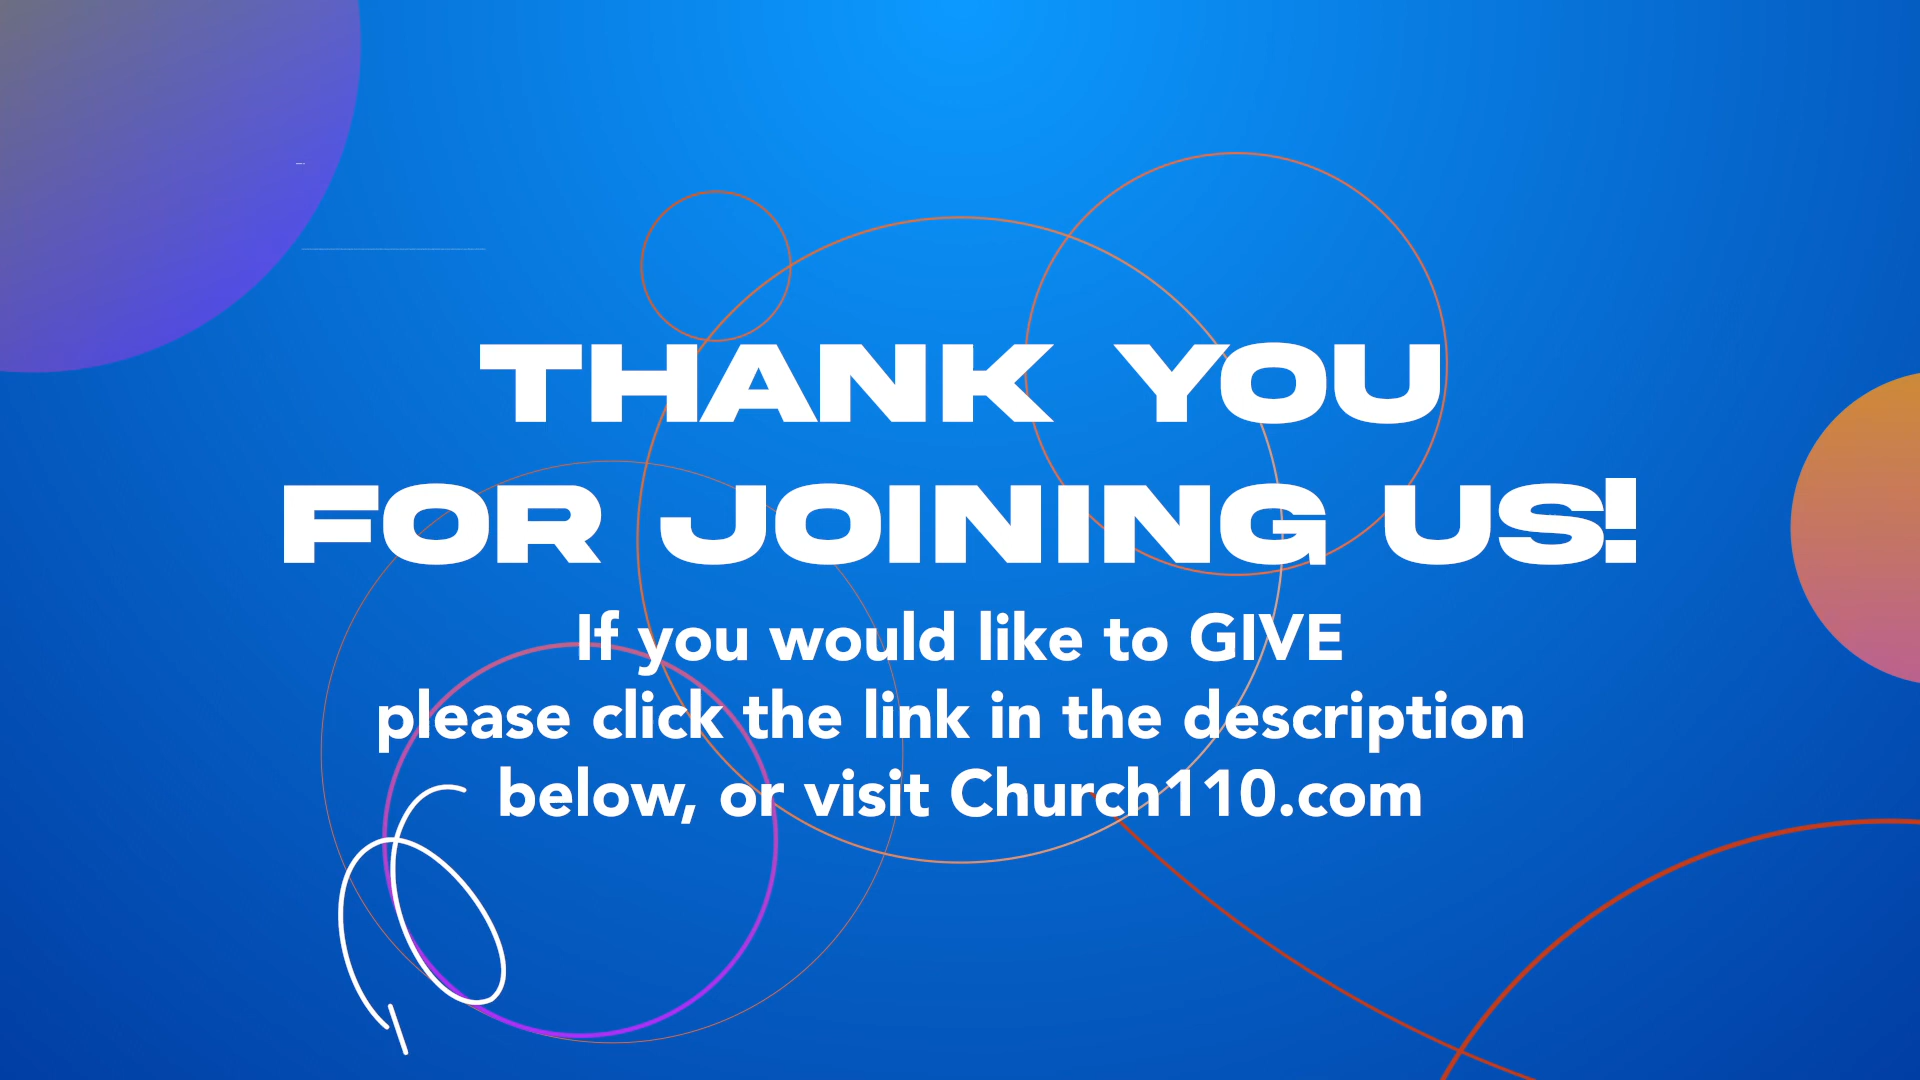 THANK YOU
FOR JOINING US!
If you would like to GIVE
please click the link in the description
below, or visit Church110.com